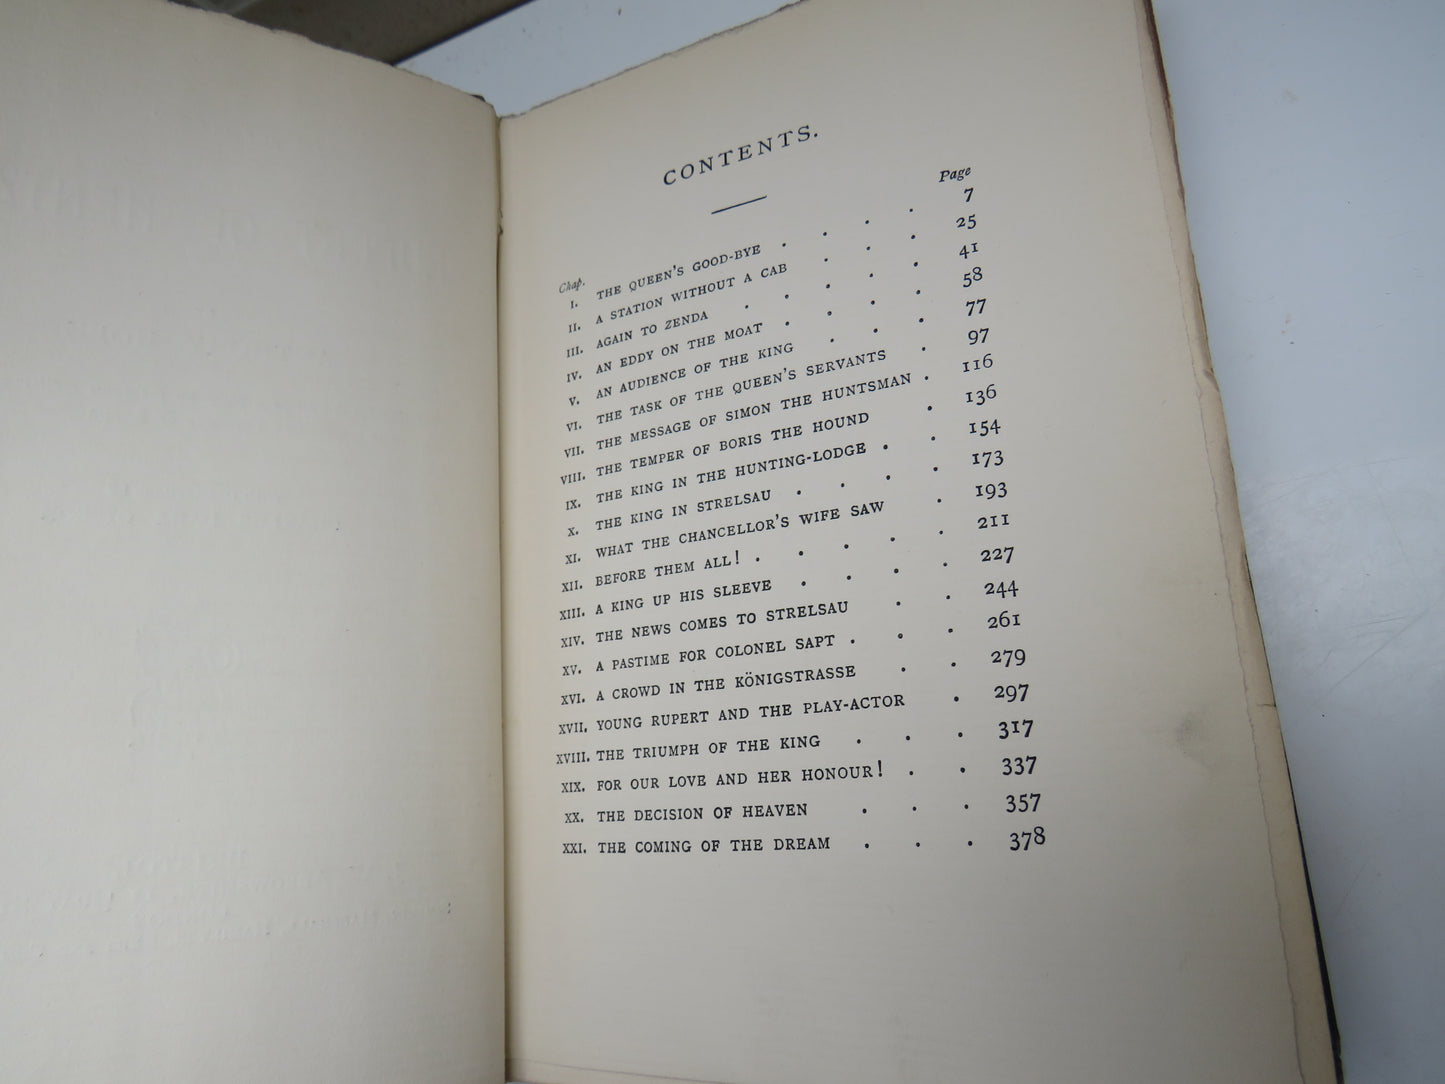 CONTENTS.
Chap. Page
I. THE QUEEN'S GOOD-BYE . . . . 7
II. A STATION WITHOUT A CAB . . . 25
III. AGAIN TO ZENDA . . . . . 41
IV. AN EDDY ON THE MOAT . . . . 58
V. AN AUDIENCE OF THE KING . . . 77
VI. THE TASK OF THE QUEEN'S SERVANTS . 97
VII. THE MESSAGE OF SIMON THE HUNTSMAN . 116
VIII. THE TEMPER OF BORIS THE HOUND . 136
IX. THE KING IN THE HUNTING-LODGE . . 154
X. THE KING IN STRELSAU . . . . 173
XI. WHAT THE CHANCELLOR'S WIFE SAW . 193
XII. BEFORE THEM ALL! . . . . . 211
XIII. A KING UP HIS SLEEVE . . . . 227
XIV. THE NEWS COMES TO STRELSAU . . 244
XV. A PASTIME FOR COLONEL SAPT . . . 261
XVI. A CROWD IN THE KÖNIGSTRASSE . . 279
XVII. YOUNG RUPERT AND THE PLAY-ACTOR . 297
XVIII. THE TRIUMPH OF THE KING . . . 317
XIX. FOR OUR LOVE AND HER HONOUR! . . 337
XX. THE DECISION OF HEAVEN . . . 357
XXI. THE COMING OF THE DREAM . . . 378